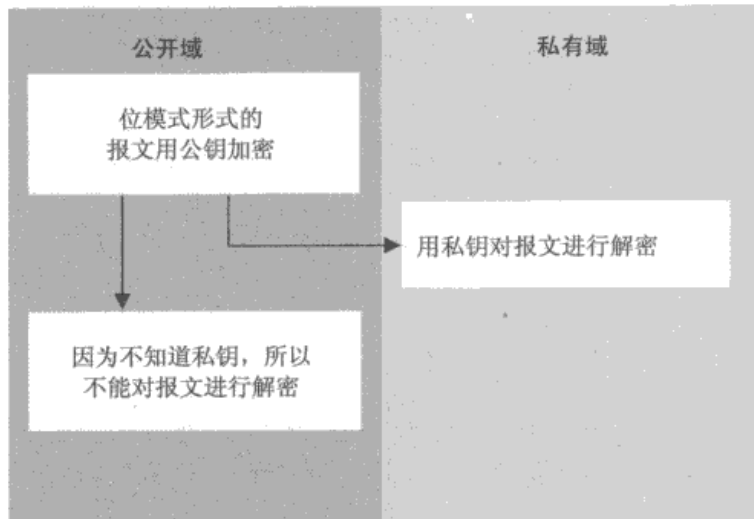 公开域
私有域
位模式形式的
报文用公钥加密
用私钥对报文进行解密
因为不知道私钥，所以
不能对报文进行解密